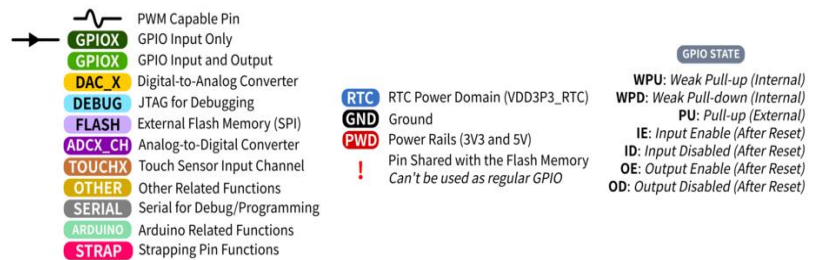 PWM Capable Pin
GPIOX GPIO Input Only
GPIOX GPIO Input and Output
DAC_X Digital-to-Analog Converter
DEBUG JTAG for Debugging
FLASH External Flash Memory (SPI)
ADCX_CH Analog-to-Digital Converter
TOUCHX Touch Sensor Input Channel
OTHER Other Related Functions
SERIAL Serial for Debug/Programming
ARDUINO Arduino Related Functions
STRAP Strapping Pin Functions
RTC RTC Power Domain (VDD3P3_RTC)
GND Ground
PWD Power Rails (3V3 and 5V)
! Pin Shared with the Flash Memory
Can't be used as regular GPIO
GPIO STATE
WPU: Weak Pull-up (Internal)
WPD: Weak Pull-down (Internal)
PU: Pull-up (External)
IE: Input Enable (After Reset)
ID: Input Disabled (After Reset)
OE: Output Enable (After Reset)
OD: Output Disabled (After Reset)